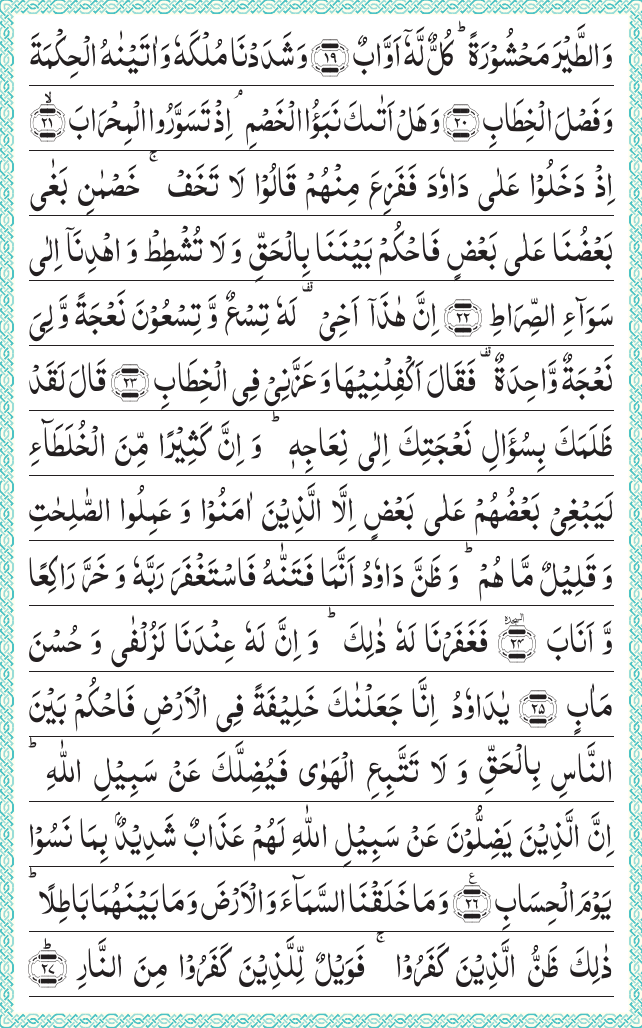 وَالطَّيْرَ مَحْشُوْرَةً ؕ كُلٌّ لَّهٗۤ اَوَّابٌ ﴿۱۹﴾ وَشَدَدْنَا مُلْكَهٗ وَاٰتَيْنٰهُ الْحِكْمَةَ
وَفَصْلَ الْخِطَابِ ﴿۲۰﴾ وَهَلْ اَتٰىكَ نَبَؤُا الْخَصْمِ ۘ اِذْ تَسَوَّرُوا الْمِحْرَابَ ﴿۲۱﴾ ۙ
اِذْ دَخَلُوْا عَلٰى دَاوٗدَ فَفَزِعَ مِنْهُمْ قَالُوْا لَا تَخَفْ ۚ خَصْمٰنِ بَغٰى
بَعْضُنَا عَلٰى بَعْضٍ فَاحْكُمْ بَيْنَنَا بِالْحَقِّ وَلَا تُشْطِطْ وَاهْدِنَاۤ اِلٰى
سَوَآءِ الصِّرَاطِ ﴿۲۲﴾ اِنَّ هٰذَاۤ اَخِىْ ۟ لَهٗ تِسْعٌ وَّتِسْعُوْنَ نَعْجَةً وَّلِىَ
نَعْجَةٌ وَّاحِدَةٌ ۟ فَقَالَ اَكْفِلْنِيْهَا وَعَزَّنِىْ فِى الْخِطَابِ ﴿۲۳﴾ قَالَ لَقَدْ
ظَلَمَكَ بِسُؤَالِ نَعْجَتِكَ اِلٰى نِعَاجِهٖ ؕ وَاِنَّ كَثِيْرًا مِّنَ الْخُلَطَآءِ
لَيَبْغِىْ بَعْضُهُمْ عَلٰى بَعْضٍ اِلَّا الَّذِيْنَ اٰمَنُوْا وَعَمِلُوا الصّٰلِحٰتِ
وَقَلِيْلٌ مَّا هُمْ ؕ وَظَنَّ دَاوٗدُ اَنَّمَا فَتَنّٰهُ فَاسْتَغْفَرَ رَبَّهٗ وَخَرَّ رَاكِعًا
وَّاَنَابَ ﴿۲۴﴾ السجدة فَغَفَرْنَا لَهٗ ذٰلِكَ ؕ وَاِنَّ لَهٗ عِنْدَنَا لَزُلْفٰى وَحُسْنَ
مَاٰبٍ ﴿۲۵﴾ يٰدَاوٗدُ اِنَّا جَعَلْنٰكَ خَلِيْفَةً فِى الْاَرْضِ فَاحْكُمْ بَيْنَ
النَّاسِ بِالْحَقِّ وَلَا تَتَّبِعِ الْهَوٰى فَيُضِلَّكَ عَنْ سَبِيْلِ اللّٰهِ ؕ
اِنَّ الَّذِيْنَ يَضِلُّوْنَ عَنْ سَبِيْلِ اللّٰهِ لَهُمْ عَذَابٌ شَدِيْدٌۢ بِمَا نَسُوْا
يَوْمَ الْحِسَابِ ﴿۲۶﴾ ع وَمَا خَلَقْنَا السَّمَآءَ وَالْاَرْضَ وَمَا بَيْنَهُمَا بَاطِلًا ؕ
ذٰلِكَ ظَنُّ الَّذِيْنَ كَفَرُوْا ۚ فَوَيْلٌ لِّلَّذِيْنَ كَفَرُوْا مِنَ النَّارِ ﴿۲۷﴾ ؕ